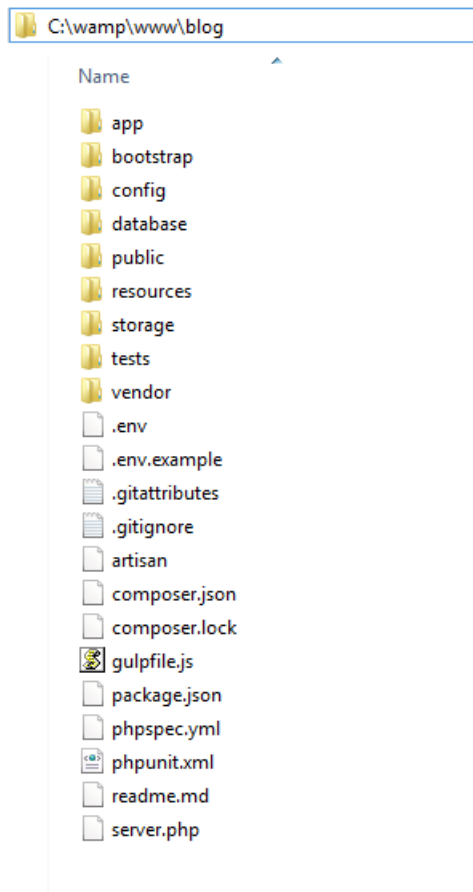 C:\wamp\www\blog
Name
app
bootstrap
config
database
public
resources
storage
tests
vendor
.env
.env.example
.gitattributes
.gitignore
artisan
composer.json
composer.lock
gulpfile.js
package.json
phpspec.yml
phpunit.xml
readme.md
server.php